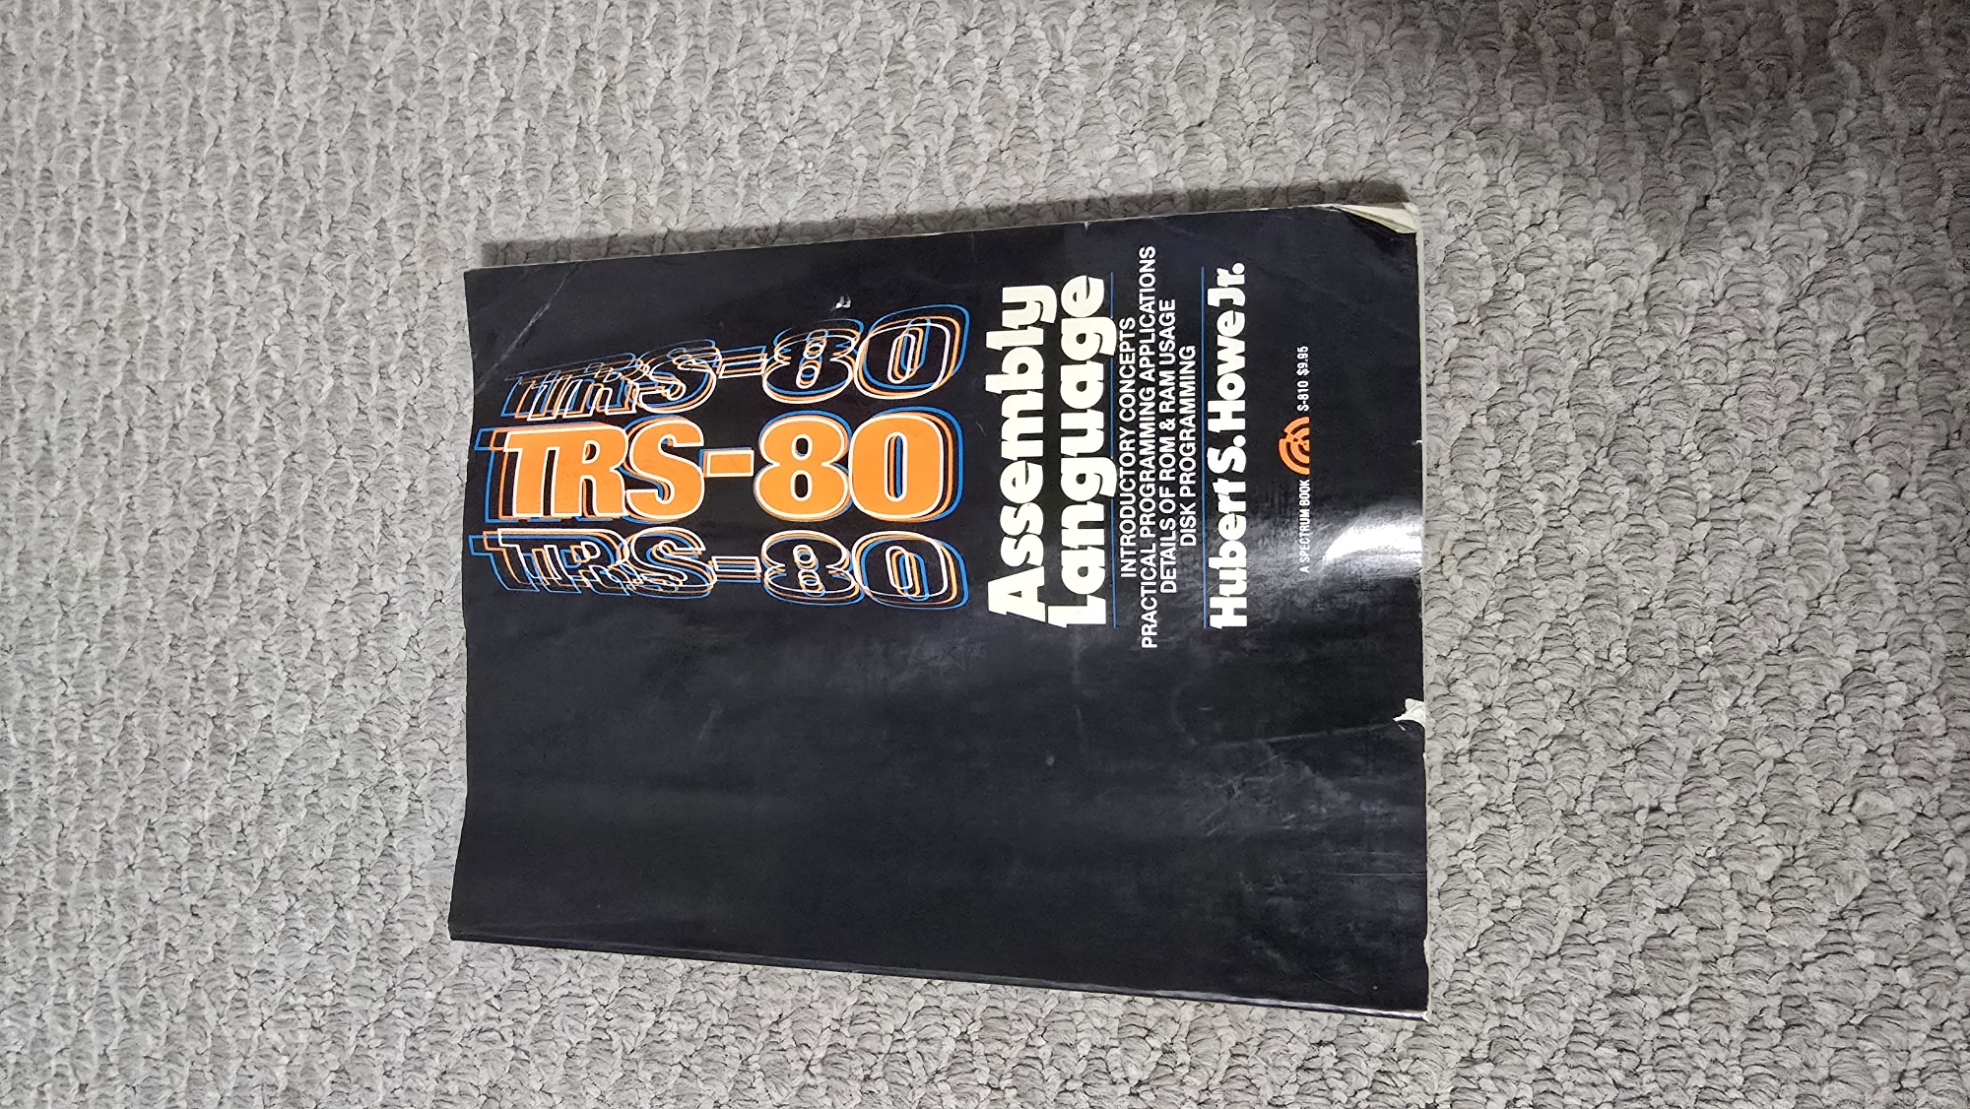 TRS-80
TRS-80
TRS-80
Assembly
Language
INTRODUCTORY CONCEPTS
PRACTICAL PROGRAMMING APPLICATIONS
DETAILS OF ROM & RAM USAGE
DISK PROGRAMMING
Hubert S. Howe Jr.
A SPECTRUM BOOK S-810 $9.95